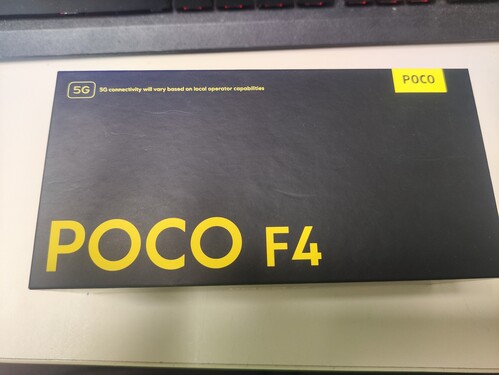 5G 5G connectivity will vary based on local operator capabilities
POCO
POCO F4